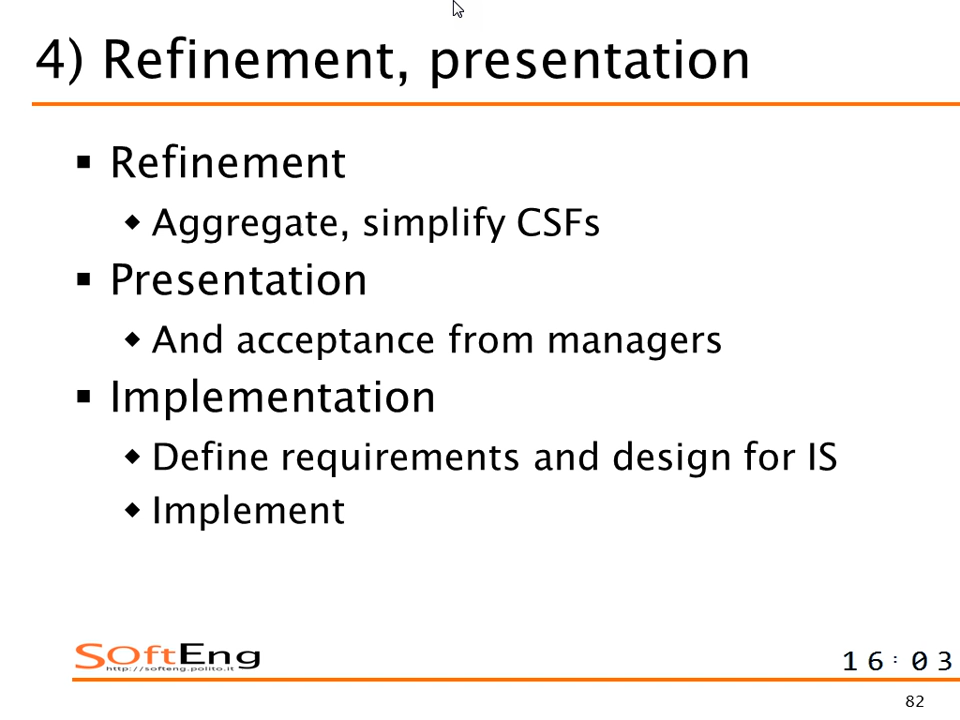 4) Refinement, presentation
▪ Refinement
◆ Aggregate, simplify CSFs
▪ Presentation
◆ And acceptance from managers
▪ Implementation
◆ Define requirements and design for IS
◆ Implement
SOftEng
http://softeng.polito.it
16:03
82